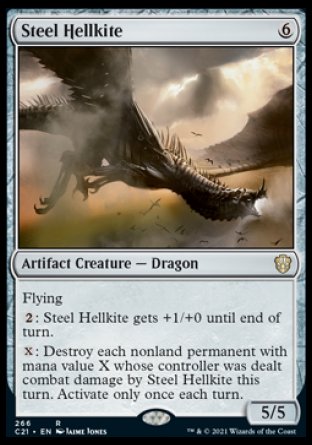 Steel Hellkite 6
Artifact Creature — Dragon
Flying
2: Steel Hellkite gets +1/+0 until end of
turn.
X: Destroy each nonland permanent with
mana value X whose controller was dealt
combat damage by Steel Hellkite this
turn. Activate only once each turn.
5/5
266 R
C21 • EN Jaime Jones
™ & © 2021 Wizards of the Coast